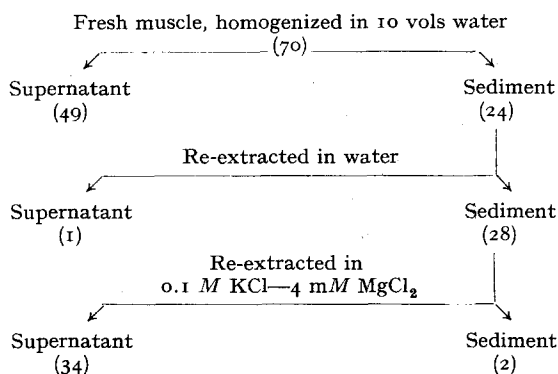 Fresh muscle, homogenized in 10 vols water
(70)
Supernatant Sediment
(49) (24)
Re-extracted in water
Supernatant Sediment
(1) (28)
Re-extracted in
0.1 M KCl—4 mM MgCl₂
Supernatant Sediment
(34) (2)